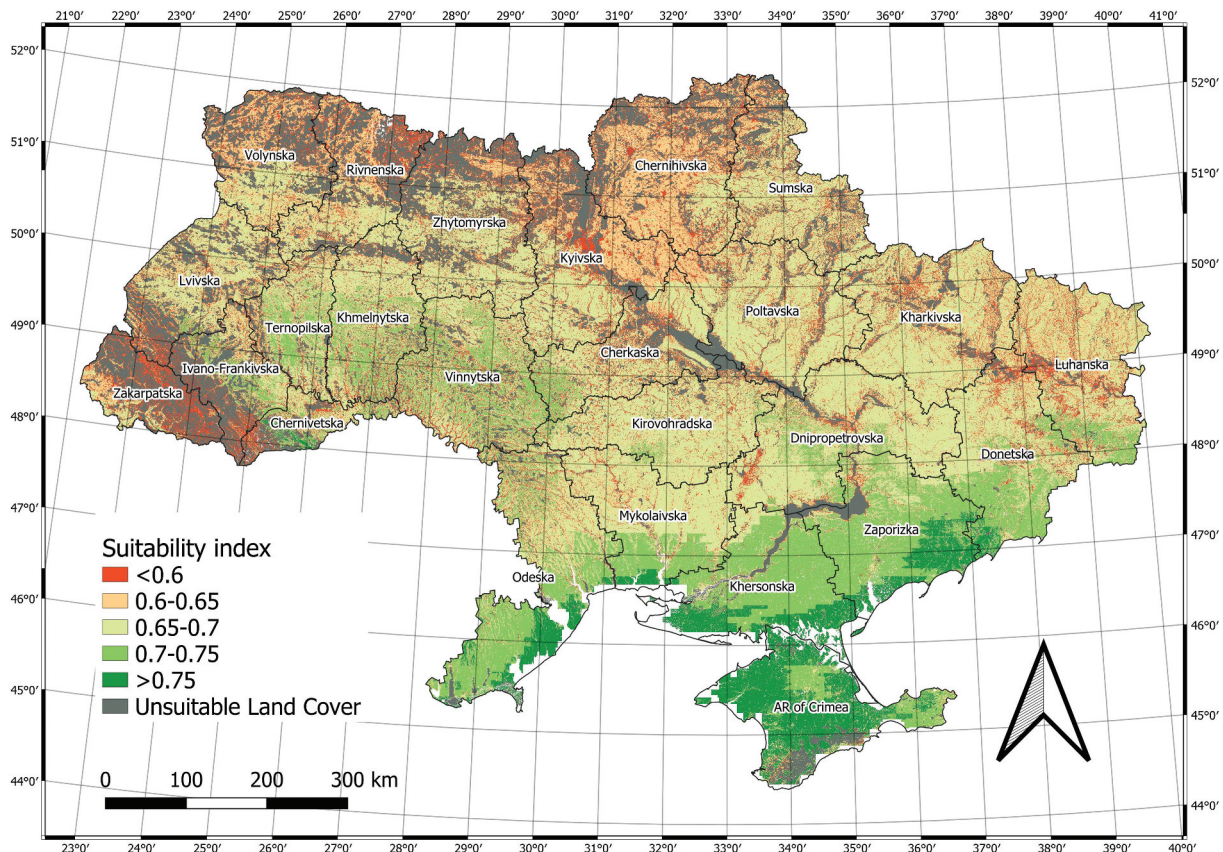 21°0′ 22°0′ 23°0′ 24°0′ 25°0′ 26°0′ 27°0′ 28°0′ 29°0′ 30°0′ 31°0′ 32°0′ 33°0′ 34°0′ 35°0′ 36°0′ 37°0′ 38°0′ 39°0′ 40°0′ 41°0′
52°0′
52°0′
51°0′
Volynska
Rivnenska
Chernihivska
51°0′
Sumska
Zhytomyrska
50°0′
Kyivska
50°0′
Lvivska
Poltavska
Kharkivska
49°0′
Ternopilska
Khmelnytska
Cherkaska
49°0′
Luhanska
Ivano-Frankivska
Vinnytska
Zakarpatska
48°0′
Chernivetska
Kirovohradska
Dnipropetrovska
48°0′
Donetska
47°0′
Mykolaivska
Zaporizka
47°0′
Suitability index
<0.6
Odeska
Khersonska
46°0′
0.6-0.65
0.65-0.7
46°0′
0.7-0.75
>0.75
45°0′
Unsuitable Land Cover
AR of Crimea
45°0′
0 100 200 300 km
44°0′
44°0′
23°0′ 24°0′ 25°0′ 26°0′ 27°0′ 28°0′ 29°0′ 30°0′ 31°0′ 32°0′ 33°0′ 34°0′ 35°0′ 36°0′ 37°0′ 38°0′ 39°0′ 40°0′